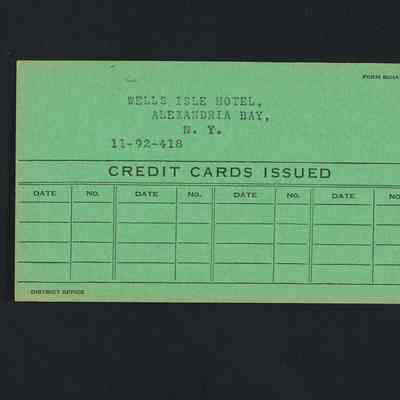 FORM
WELLS ISLE HOTEL,
ALEXANDRIA BAY,
N. Y.
11-92-418
CREDIT CARDS ISSUED
DATE NO. DATE NO. DATE NO. DATE NO
DISTRICT OFFICE